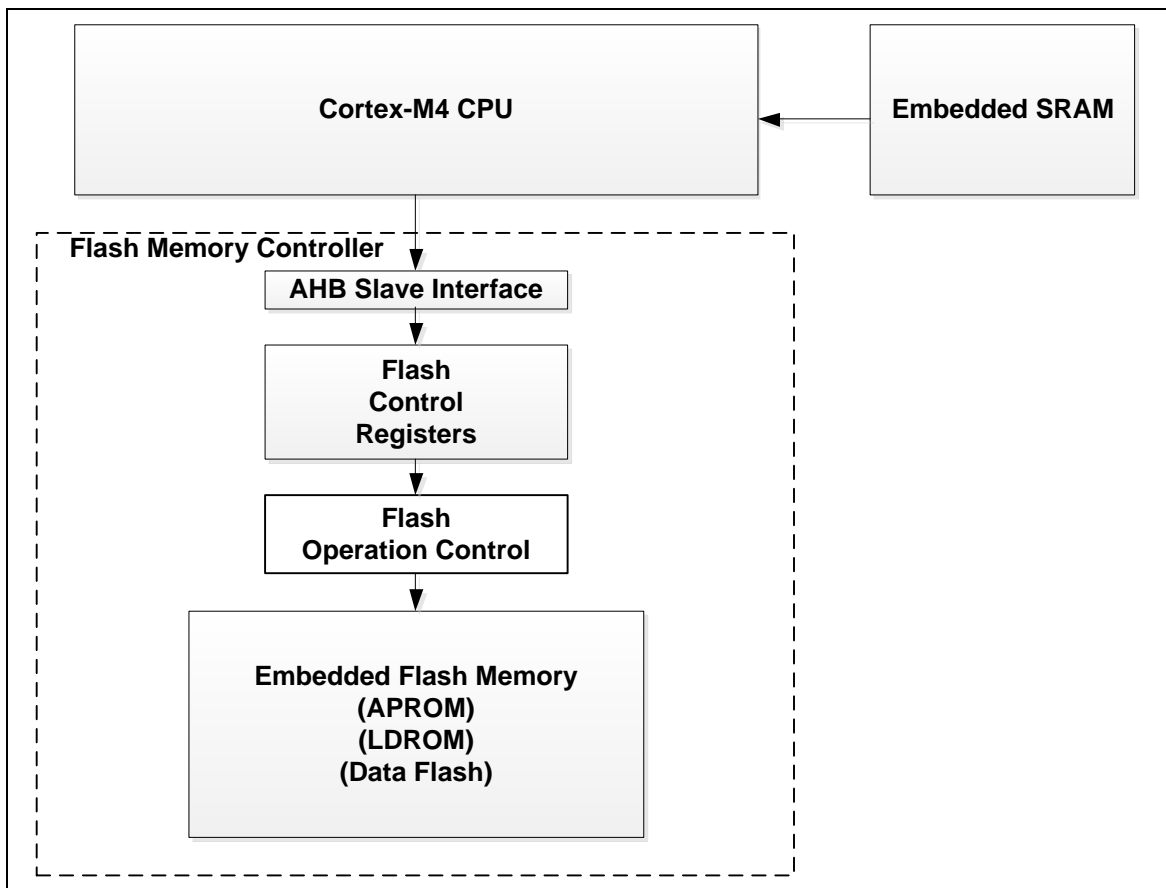 Cortex-M4 CPU
Embedded SRAM
Flash Memory Controller
AHB Slave Interface
Flash
Control
Registers
Flash
Operation Control
Embedded Flash Memory
(APROM)
(LDROM)
(Data Flash)